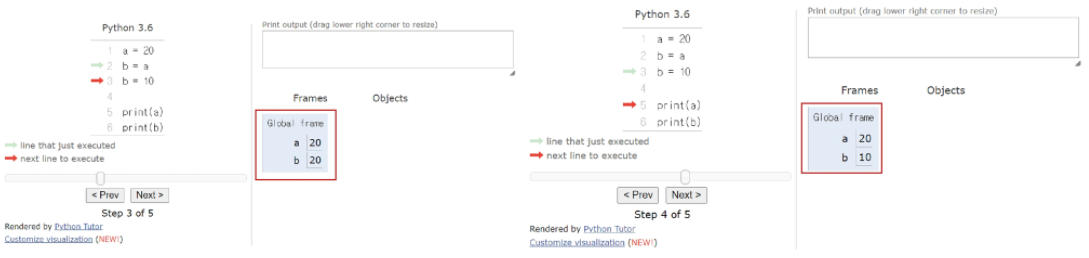 Python 3.6
1 a = 20
2 b = a
3 b = 10
4
5 print(a)
6 print(b)
line that just executed
next line to execute
< Prev Next >
Step 3 of 5
Rendered by Python Tutor
Customize visualization (NEW!)
Print output (drag lower right corner to resize)
Frames Objects
Global frame
a 20
b 20
Python 3.6
1 a = 20
2 b = a
3 b = 10
4
5 print(a)
6 print(b)
line that just executed
next line to execute
< Prev Next >
Step 4 of 5
Rendered by Python Tutor
Customize visualization (NEW!)
Print output (drag lower right corner to resize)
Frames Objects
Global frame
a 20
b 10